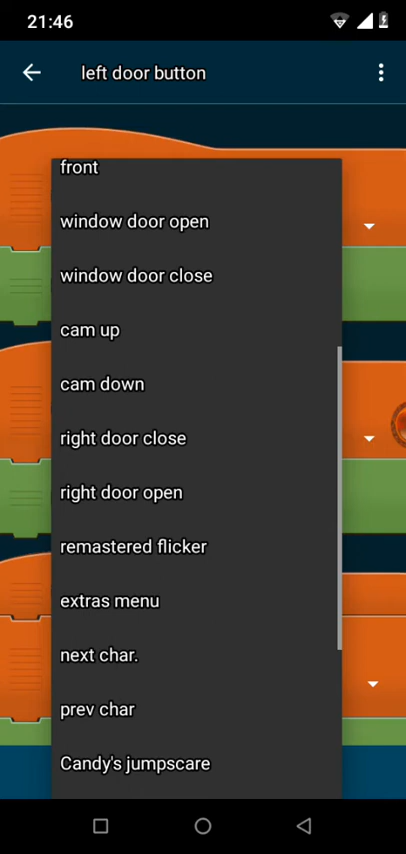 21:46
left door button
front
window door open
window door close
cam up
cam down
right door close
right door open
remastered flicker
extras menu
next char.
prev char
Candy's jumpscare